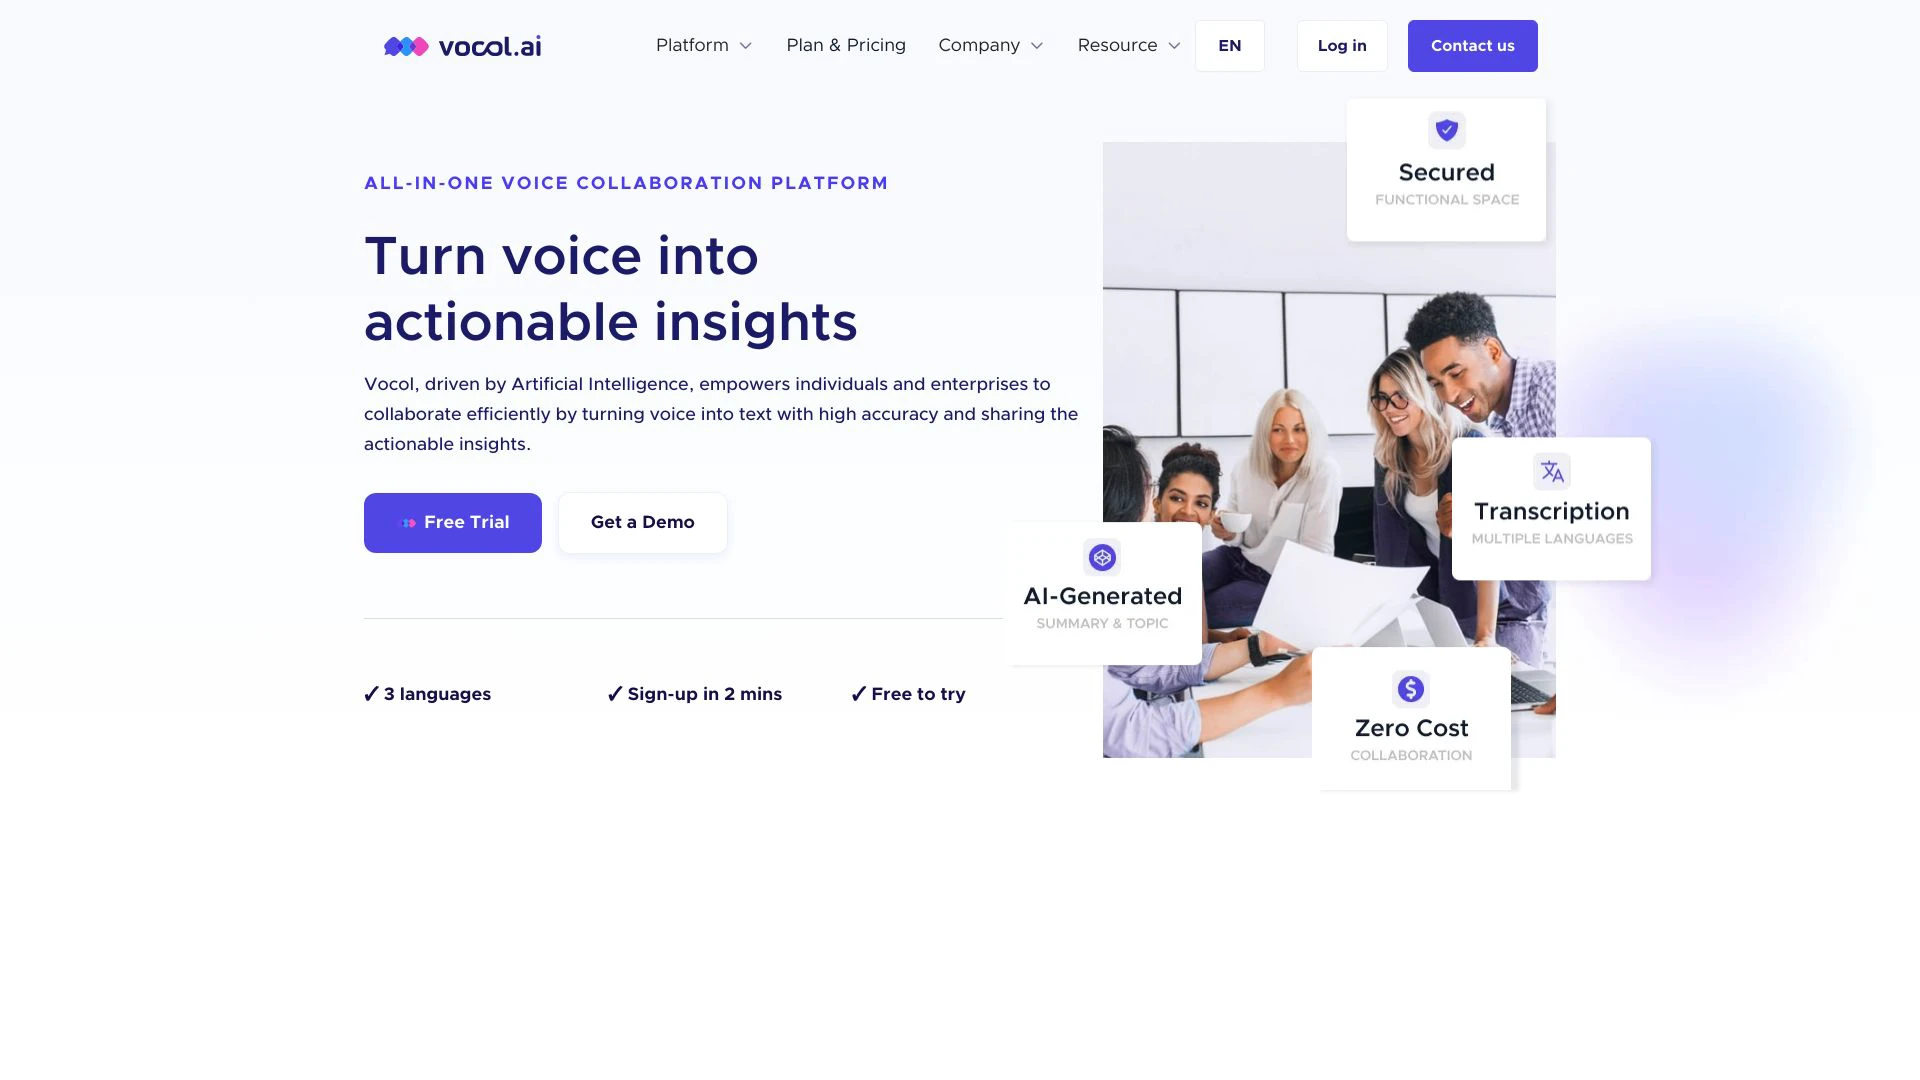 vocol.ai
Platform
Plan & Pricing
Company
Resource
EN
Log in
Contact us
ALL-IN-ONE VOICE COLLABORATION PLATFORM
Turn voice into
actionable insights
Vocol, driven by Artificial Intelligence, empowers individuals and enterprises to
collaborate efficiently by turning voice into text with high accuracy and sharing the
actionable insights.
Free Trial
Get a Demo
✓ 3 languages
✓ Sign-up in 2 mins
✓ Free to try
Secured
FUNCTIONAL SPACE
Transcription
MULTIPLE LANGUAGES
AI-Generated
SUMMARY & TOPIC
Zero Cost
COLLABORATION